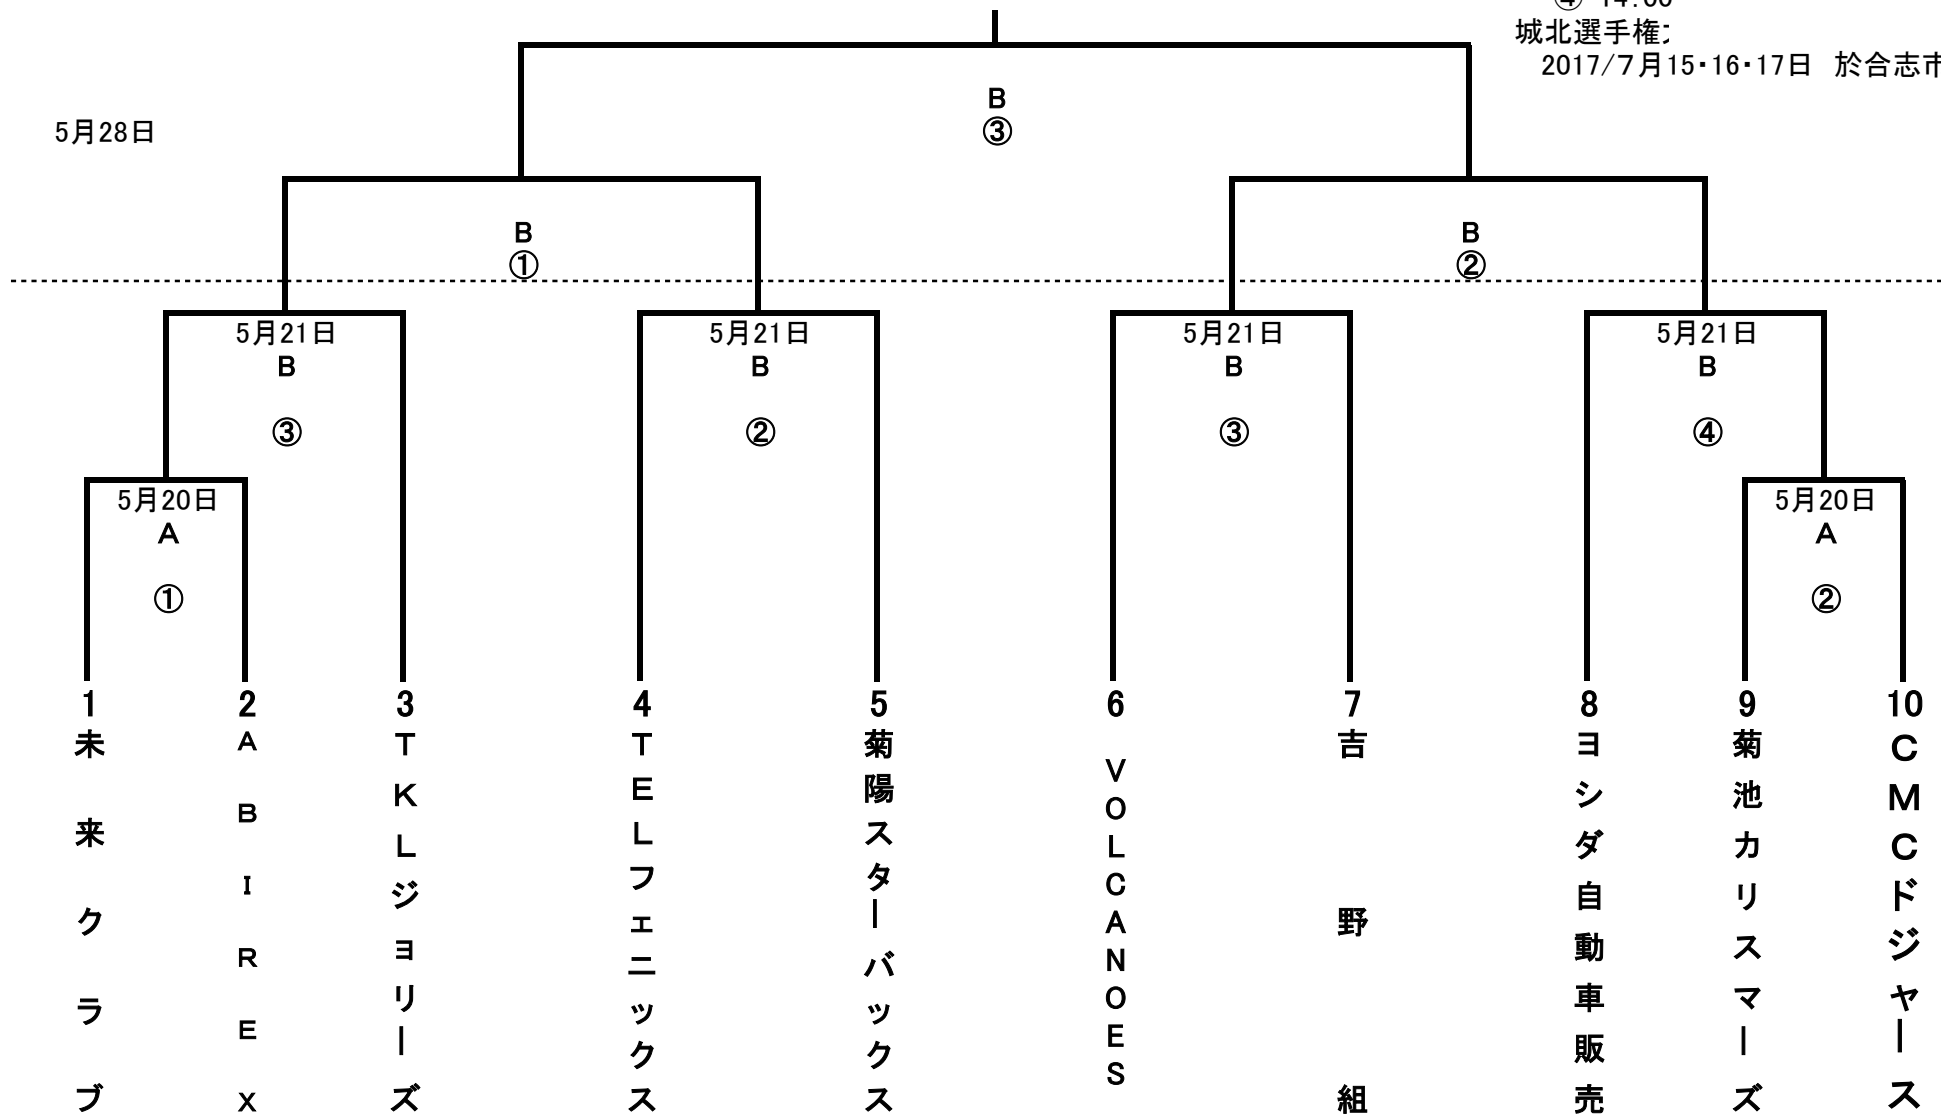 城北選手権
2017/7月15・16・17日 於合志市
B
③
5月28日
B
①
B
②
5月21日
B
③
5月21日
B
②
5月21日
B
③
5月21日
B
④
5月20日
A
①
5月20日
A
②
1
未来クラブ
2
ABIREX
3
TKLジョリーズ
4
TELフェニックス
5
菊陽スターバックス
6
VOLCANOES
7
吉野組
8
ヨシダ自動車販売
9
菊池カリスマーズ
10
CMCドジャース